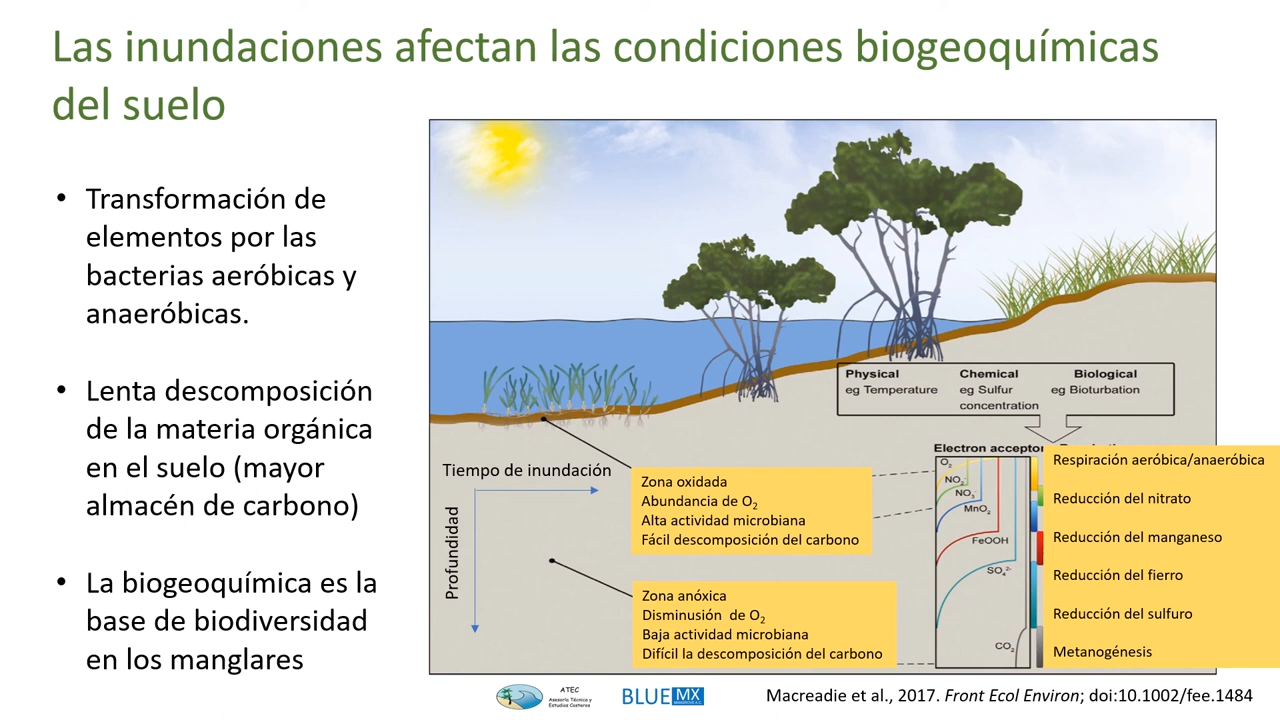 Las inundaciones afectan las condiciones biogeoquímicas
del suelo
• Transformación de
elementos por las
bacterias aeróbicas y
anaeróbicas.
• Lenta descomposición
de la materia orgánica
en el suelo (mayor
almacén de carbono)
• La biogeoquímica es la
base de biodiversidad
en los manglares
Physical Chemical Biological
eg Temperature eg Sulfur eg Bioturbation
concentration
Tiempo de inundación
Profundidad
Zona oxidada
Abundancia de O₂
Alta actividad microbiana
Fácil descomposición del carbono
Zona anóxica
Disminusión de O₂
Baja actividad microbiana
Difícil la descomposición del carbono
Electron acceptor
O₂
NO₂⁻
NO₃⁻
MnO₂
FeOOH
SO₄²⁻
CO₂
Respiración aeróbica/anaeróbica
Reducción del nitrato
Reducción del manganeso
Reducción del fierro
Reducción del sulfuro
Metanogénesis
ATEC
Asesoría Técnica y
Estudios Costeros
BLUE MX
Macreadie et al., 2017. Front Ecol Environ; doi:10.1002/fee.1484